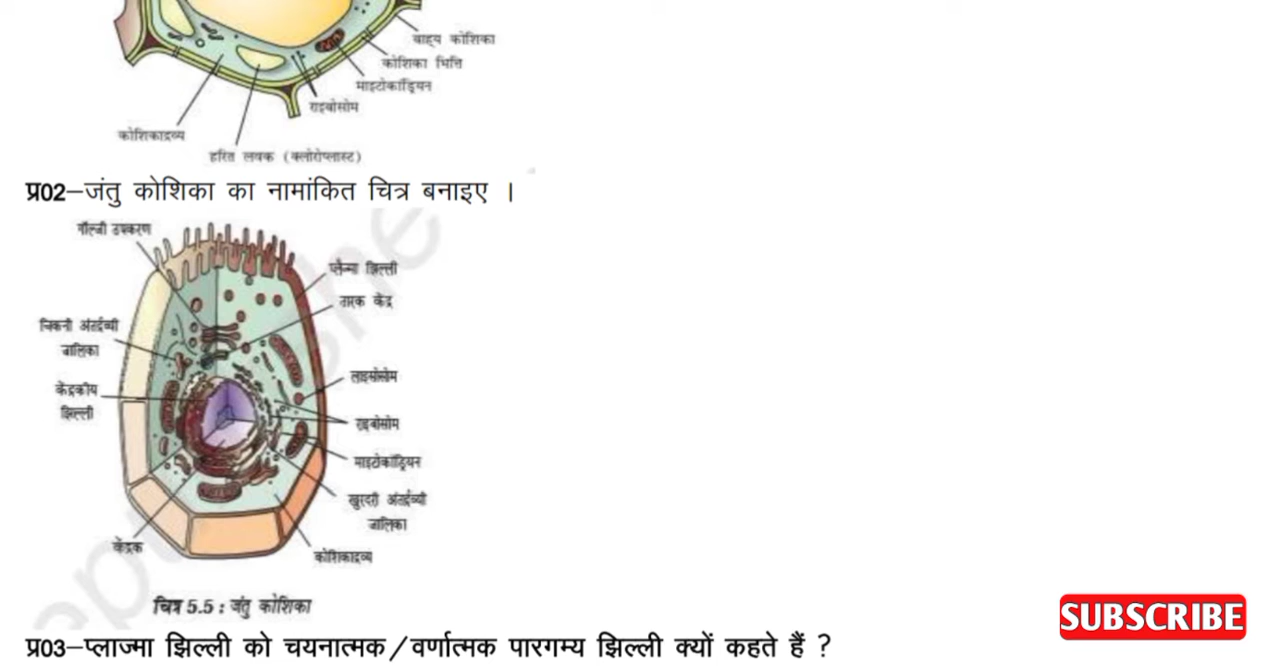 वाह्य कोशिका
कोशिका भित्ति
माइटोकॉंड्रियन
राइबोसोम
कोशिकाद्रव्य
हरित लवक (क्लोरोप्लास्ट)
प्र02–जंतु कोशिका का नामांकित चित्र बनाइए ।
गॉल्जी उपकरण
प्लैज्मा झिल्ली
तारक केंद्र
चिकनी अंतर्द्रव्यी
जालिका
लाइसोसोम
केंद्रकीय
झिल्ली
राइबोसोम
माइटोकॉंड्रियन
खुरदरी अंतर्द्रव्यी
जालिका
केंद्रक
कोशिकाद्रव्य
चित्र 5.5 : जंतु कोशिका
SUBSCRIBE
प्र03–प्लाज्मा झिल्ली को चयनात्मक/वर्णात्मक पारगम्य झिल्ली क्यों कहते हैं ?